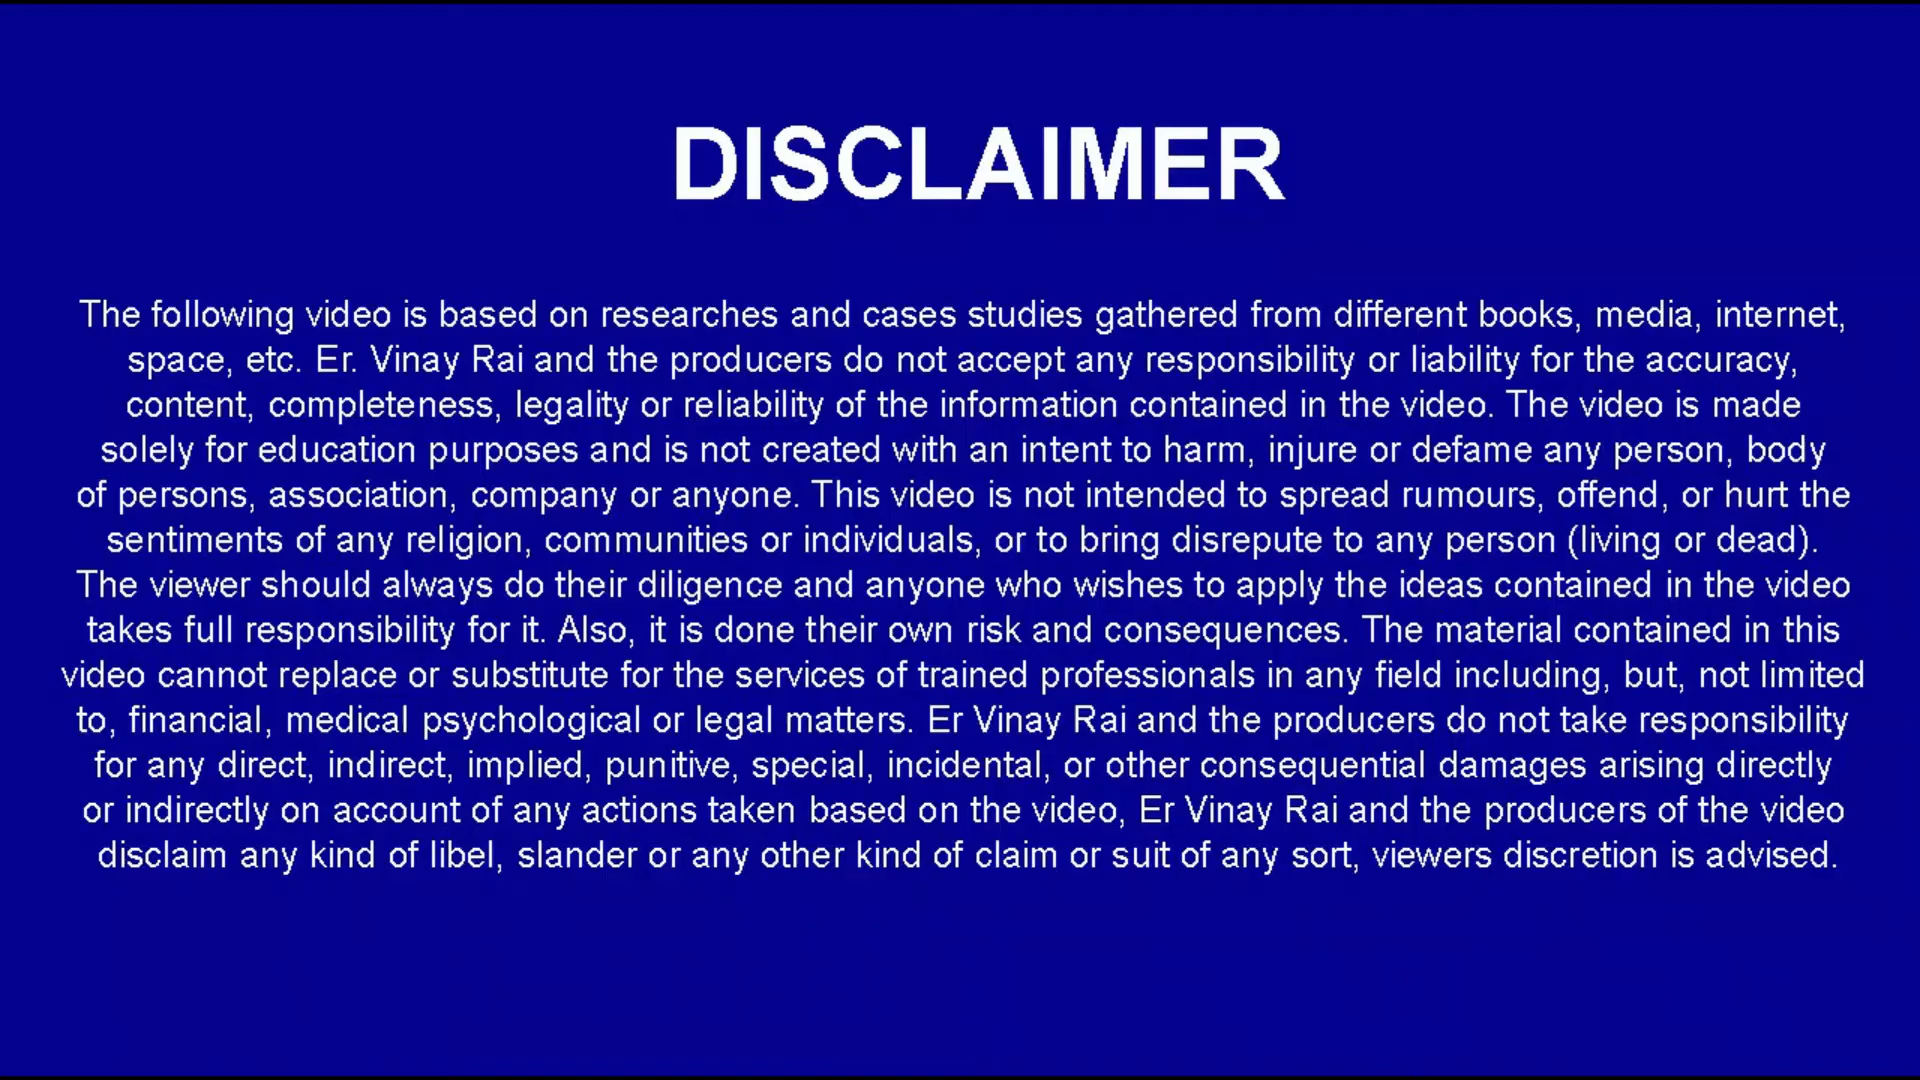 DISCLAIMER
The following video is based on researches and cases studies gathered from different books, media, internet,
space, etc. Er. Vinay Rai and the producers do not accept any responsibility or liability for the accuracy,
content, completeness, legality or reliability of the information contained in the video. The video is made
solely for education purposes and is not created with an intent to harm, injure or defame any person, body
of persons, association, company or anyone. This video is not intended to spread rumours, offend, or hurt the
sentiments of any religion, communities or individuals, or to bring disrepute to any person (living or dead).
The viewer should always do their diligence and anyone who wishes to apply the ideas contained in the video
takes full responsibility for it. Also, it is done their own risk and consequences. The material contained in this
video cannot replace or substitute for the services of trained professionals in any field including, but, not limited
to, financial, medical psychological or legal matters. Er Vinay Rai and the producers do not take responsibility
for any direct, indirect, implied, punitive, special, incidental, or other consequential damages arising directly
or indirectly on account of any actions taken based on the video, Er Vinay Rai and the producers of the video
disclaim any kind of libel, slander or any other kind of claim or suit of any sort, viewers discretion is advised.